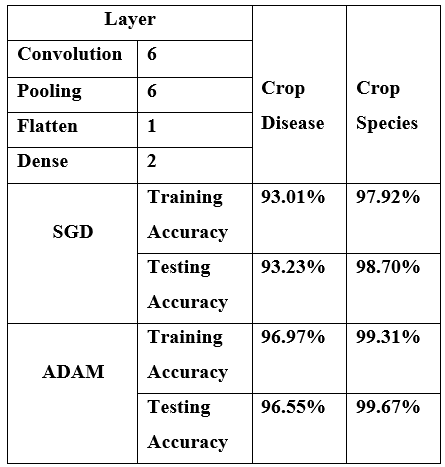 Layer
Convolution 6
Pooling 6
Crop Crop
Disease Species
Flatten 1
Dense 2
SGD
Training 93.01% 97.92%
Accuracy
Testing 93.23% 98.70%
Accuracy
ADAM
Training 96.97% 99.31%
Accuracy
Testing 96.55% 99.67%
Accuracy